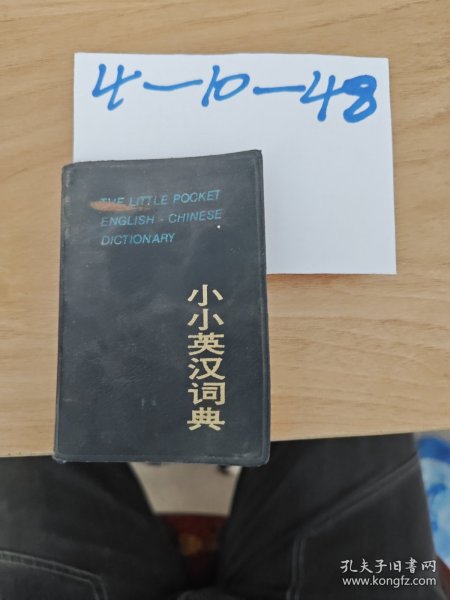 4-10-48
THE LITTLE POCKET
ENGLISH - CHINESE
DICTIONARY
小小英汉词典
孔夫子旧书网
www.kongfz.com